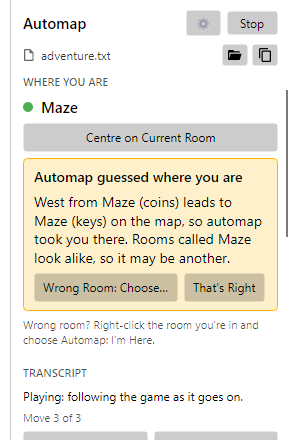 Automap
Stop
adventure.txt
WHERE YOU ARE
Maze
Centre on Current Room
Automap guessed where you are
West from Maze (coins) leads to
Maze (keys) on the map, so automap
took you there. Rooms called Maze
look alike, so it may be another.
Wrong Room: Choose...
That's Right
Wrong room? Right-click the room you're in and
choose Automap: I'm Here.
TRANSCRIPT
Playing: following the game as it goes on.
Move 3 of 3